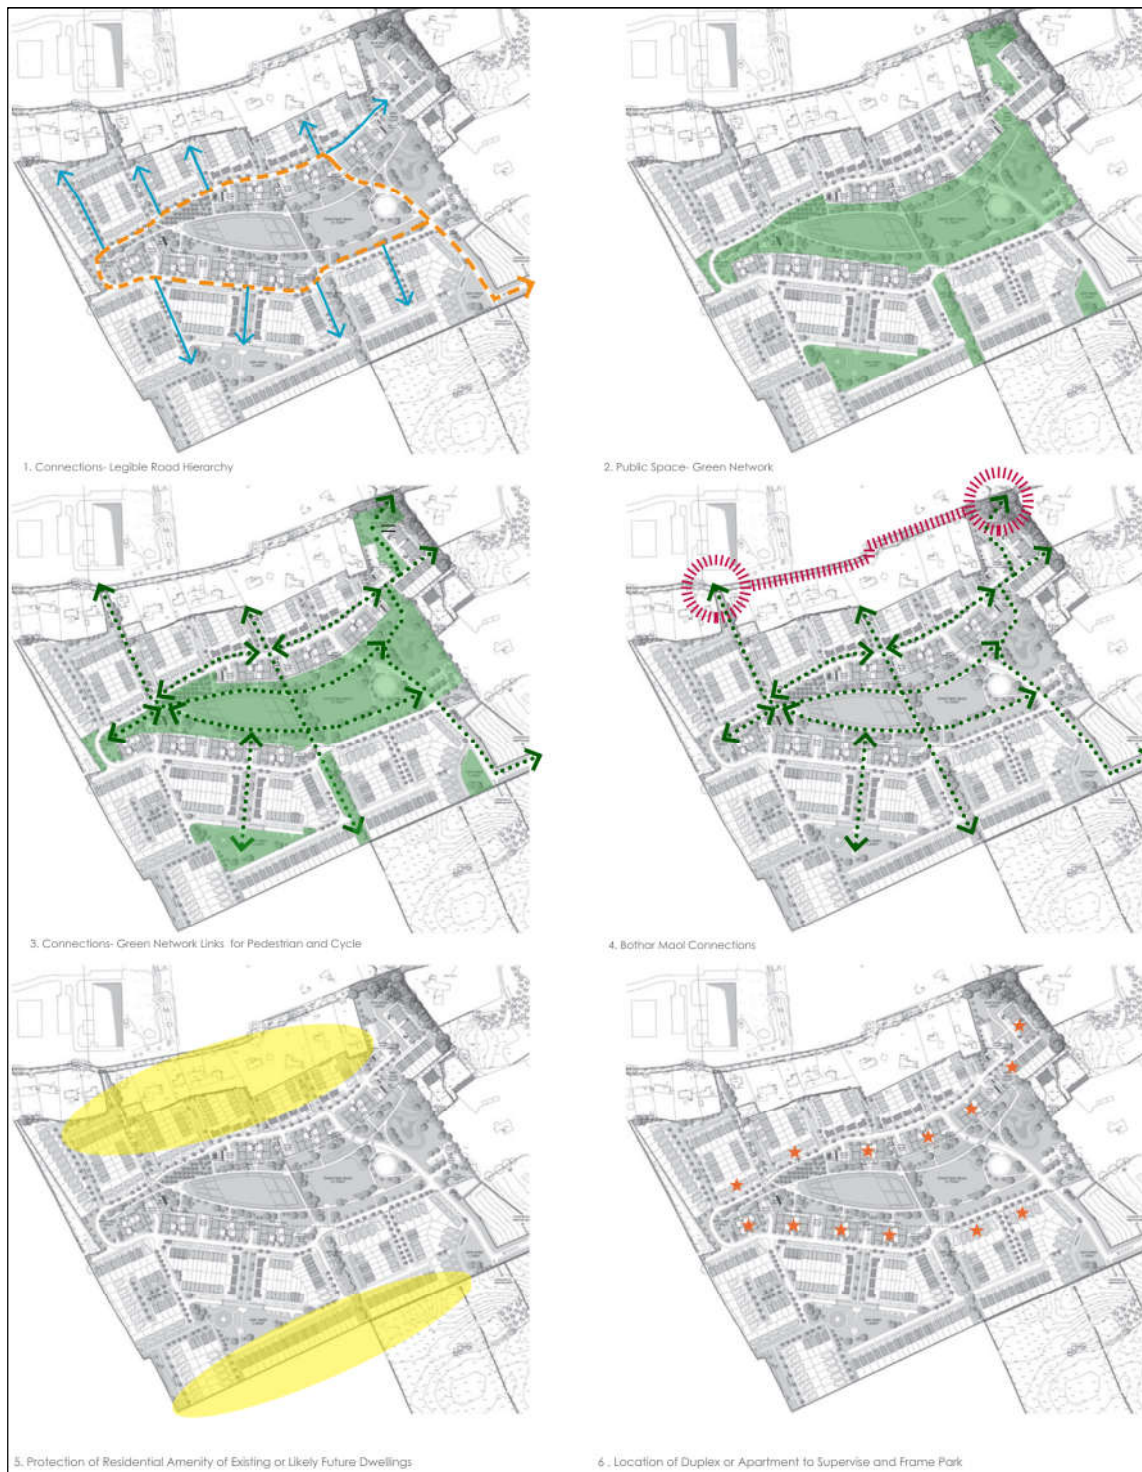 1. Connections- Legible Road Hierarchy
2. Public Space- Green Network
3. Connections- Green Network Links for Pedestrian and Cycle
4. Bothar Maol Connections
5. Protection of Residential Amenity of Existing or Likely Future Dwellings
6 . Location of Duplex or Apartment to Supervise and Frame Park